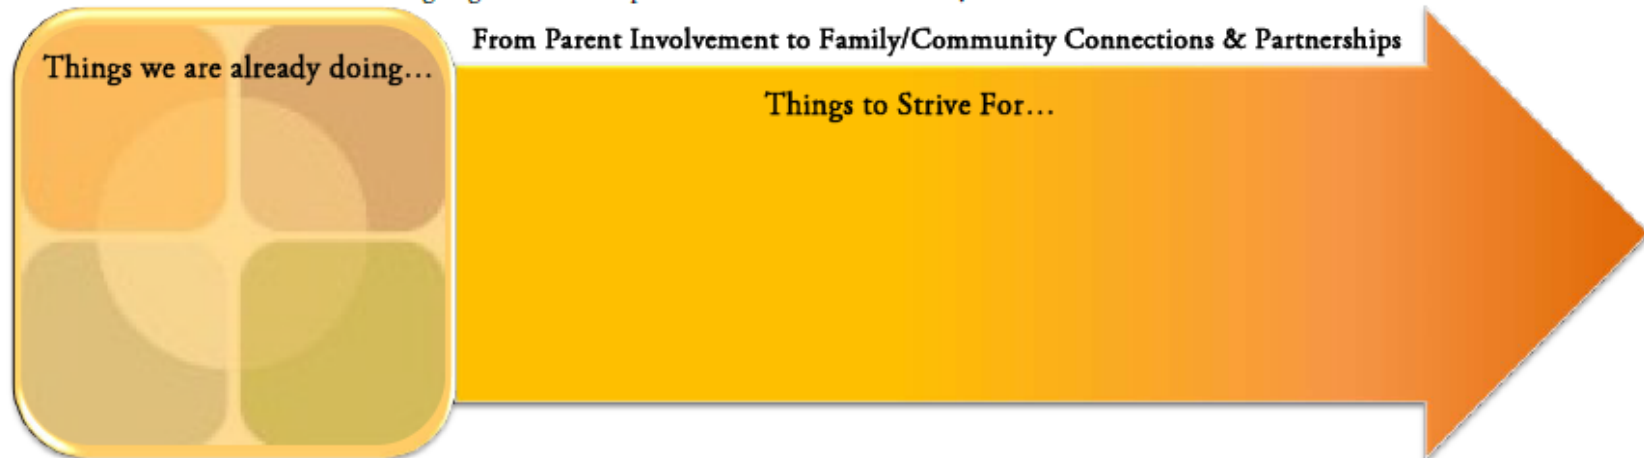 From Parent Involvement to Family/Community Connections & Partnerships
Things we are already doing...
Things to Strive For...